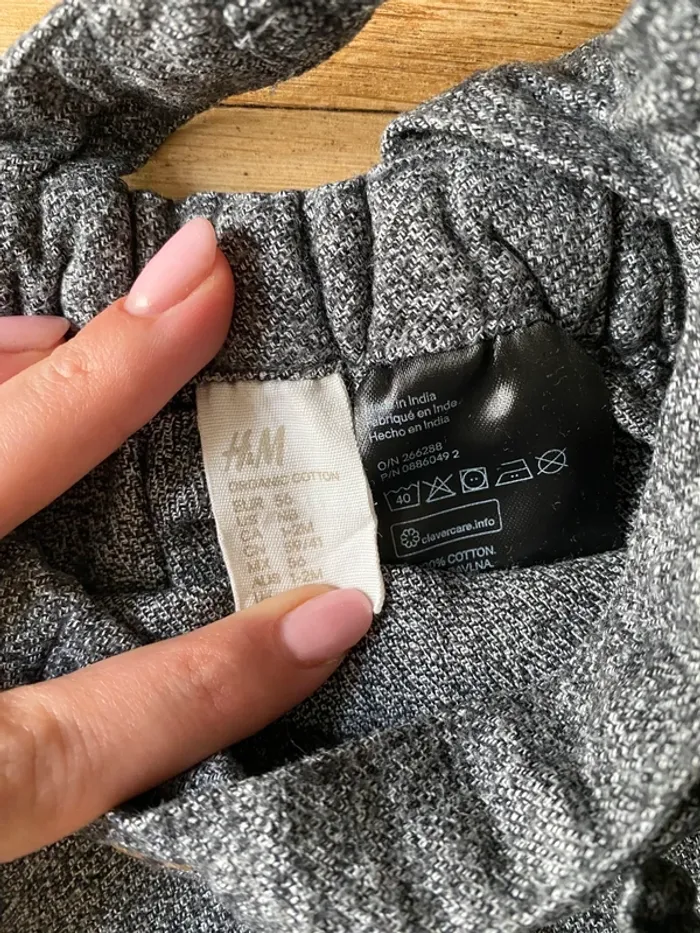 H&M
ORGANIC COTTON
EUR 56
US NB
CA 1-2M
CN 59/41
MX 56
AUS 1-2M
in India
Fabriqué en Inde
Hecho en India
O/N 266288
P/N 0886049 2
40
clevercare.info
% COTTON.